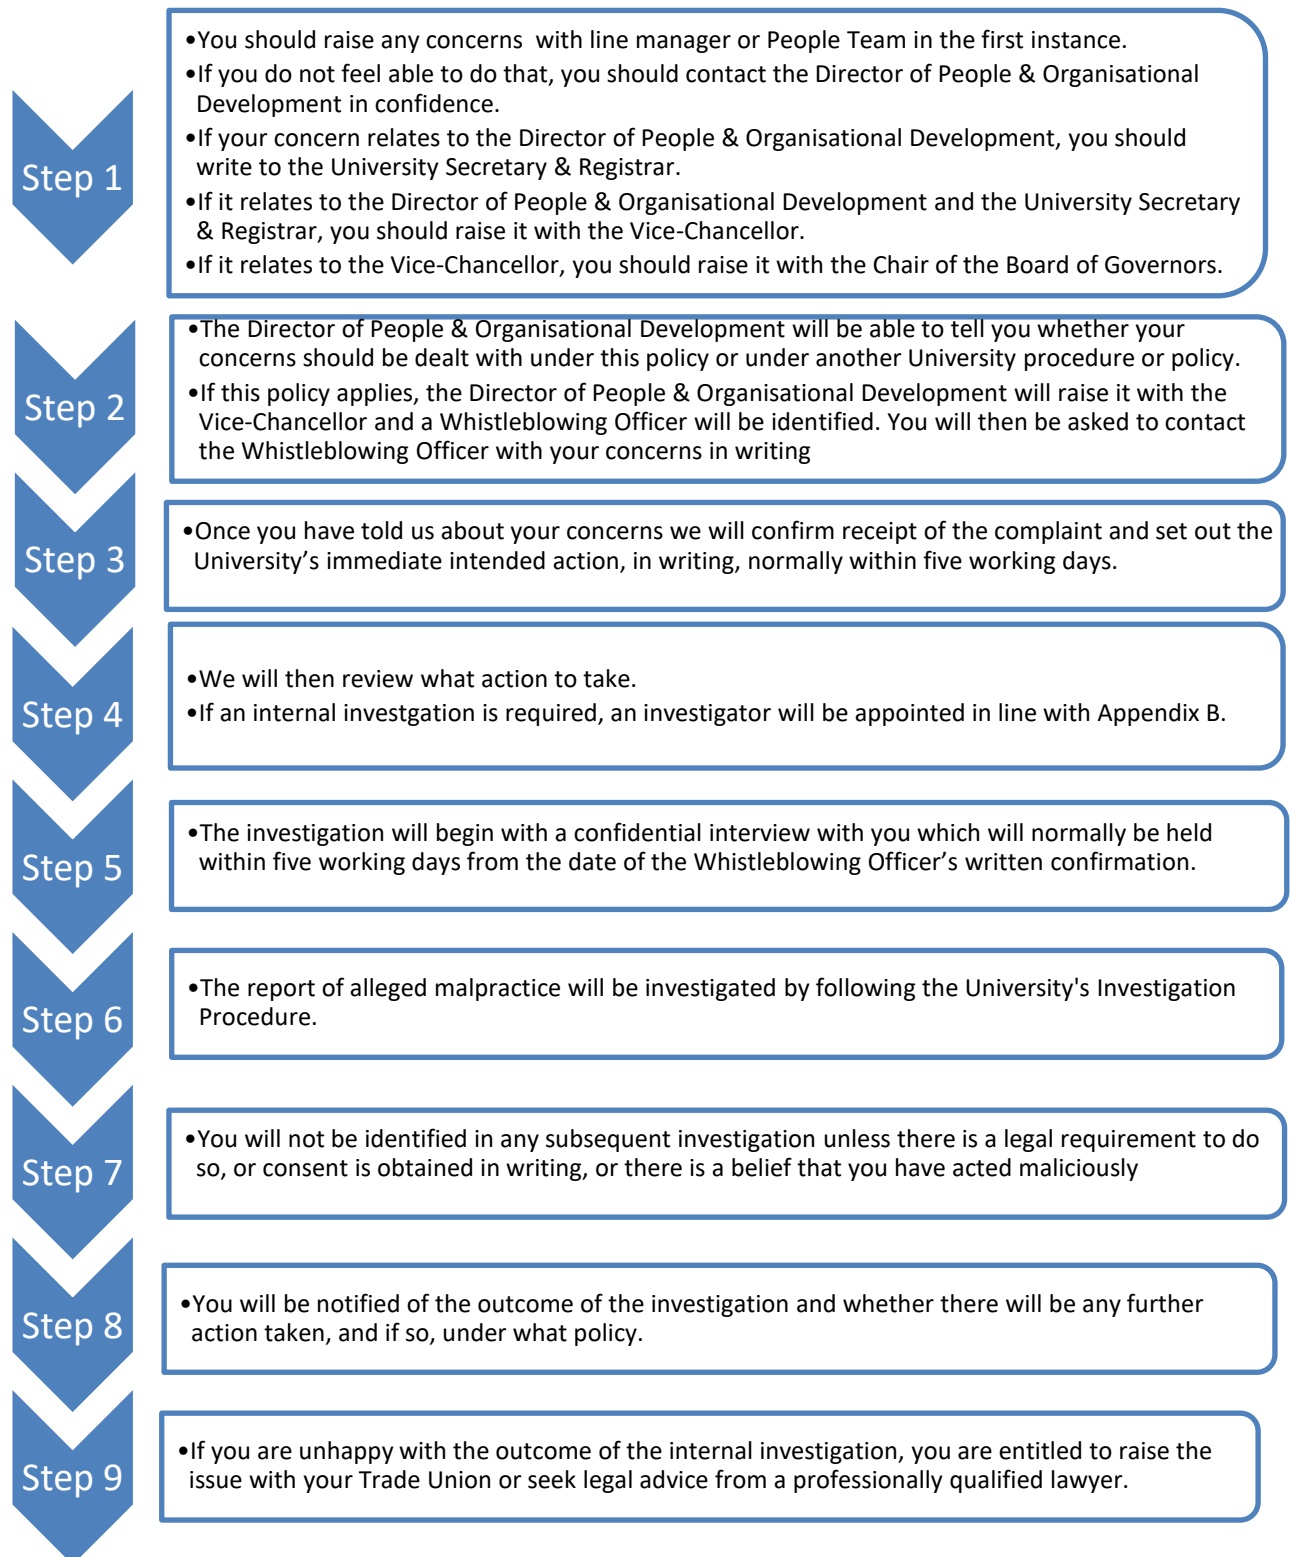 Step 1
•You should raise any concerns  with line manager or People Team in the first instance.
•If you do not feel able to do that, you should contact the Director of People & Organisational
Development in confidence.
•If your concern relates to the Director of People & Organisational Development, you should
write to the University Secretary & Registrar.
•If it relates to the Director of People & Organisational Development and the University Secretary
& Registrar, you should raise it with the Vice-Chancellor.
•If it relates to the Vice-Chancellor, you should raise it with the Chair of the Board of Governors.
Step 2
•The Director of People & Organisational Development will be able to tell you whether your
concerns should be dealt with under this policy or under another University procedure or policy.
•If this policy applies, the Director of People & Organisational Development will raise it with the
Vice-Chancellor and a Whistleblowing Officer will be identified. You will then be asked to contact
the Whistleblowing Officer with your concerns in writing
Step 3
•Once you have told us about your concerns we will confirm receipt of the complaint and set out the
University’s immediate intended action, in writing, normally within five working days.
Step 4
•We will then review what action to take.
•If an internal investgation is required, an investigator will be appointed in line with Appendix B.
Step 5
•The investigation will begin with a confidential interview with you which will normally be held
within five working days from the date of the Whistleblowing Officer’s written confirmation.
Step 6
•The report of alleged malpractice will be investigated by following the University's Investigation
Procedure.
Step 7
•You will not be identified in any subsequent investigation unless there is a legal requirement to do
so, or consent is obtained in writing, or there is a belief that you have acted maliciously
Step 8
•You will be notified of the outcome of the investigation and whether there will be any further
action taken, and if so, under what policy.
Step 9
•If you are unhappy with the outcome of the internal investigation, you are entitled to raise the
issue with your Trade Union or seek legal advice from a professionally qualified lawyer.